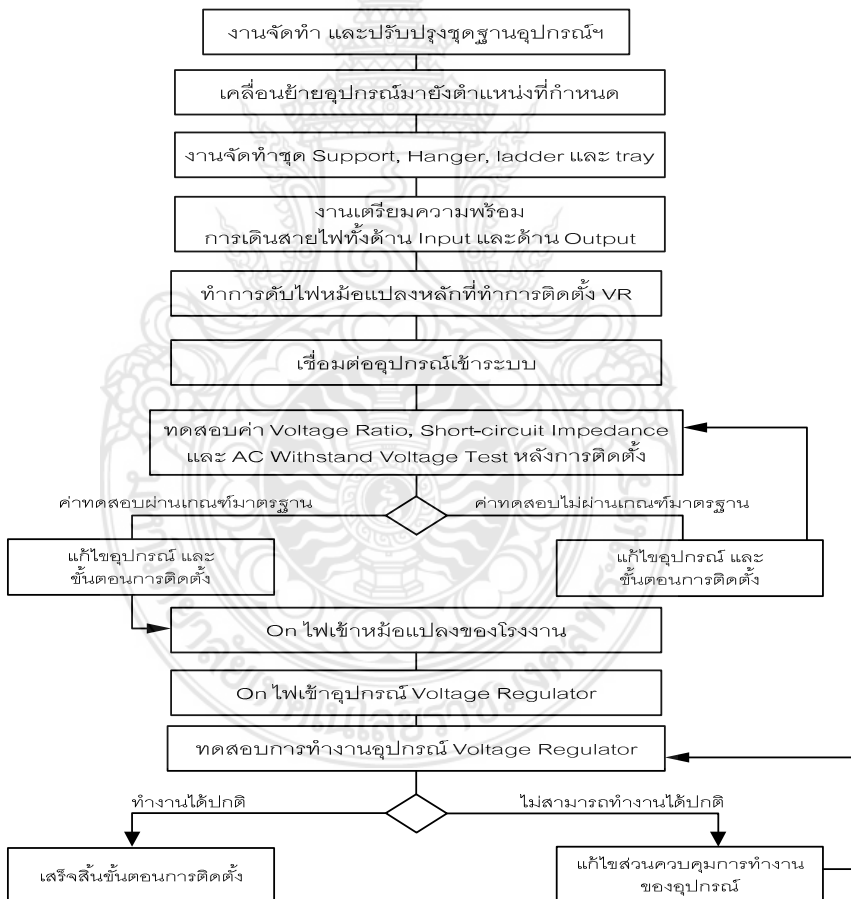 งานจัดทำ และปรับปรุงชุดฐานอุปกรณ์ฯ
เคลื่อนย้ายอุปกรณ์มายังตำแหน่งที่กำหนด
งานจัดทำชุด Support, Hanger, ladder และ tray
งานเตรียมความพร้อม
การเดินสายไฟทั้งด้าน Input และด้าน Output
ทำการดับไฟหม้อแปลงหลักที่ทำการติดตั้ง VR
เชื่อมต่ออุปกรณ์เข้าระบบ
ทดสอบค่า Voltage Ratio, Short-circuit Impedance
และ AC Withstand Voltage Test หลังการติดตั้ง
ค่าทดสอบผ่านเกณฑ์มาตรฐาน
ค่าทดสอบไม่ผ่านเกณฑ์มาตรฐาน
แก้ไขอุปกรณ์ และ
ขั้นตอนการติดตั้ง
แก้ไขอุปกรณ์ และ
ขั้นตอนการติดตั้ง
On ไฟเข้าหม้อแปลงของโรงงาน
On ไฟเข้าอุปกรณ์ Voltage Regulator
ทดสอบการทำงานอุปกรณ์ Voltage Regulator
ทำงานได้ปกติ
ไม่สามารถทำงานได้ปกติ
เสร็จสิ้นขั้นตอนการติดตั้ง
แก้ไขส่วนควบคุมการทำงาน
ของอุปกรณ์